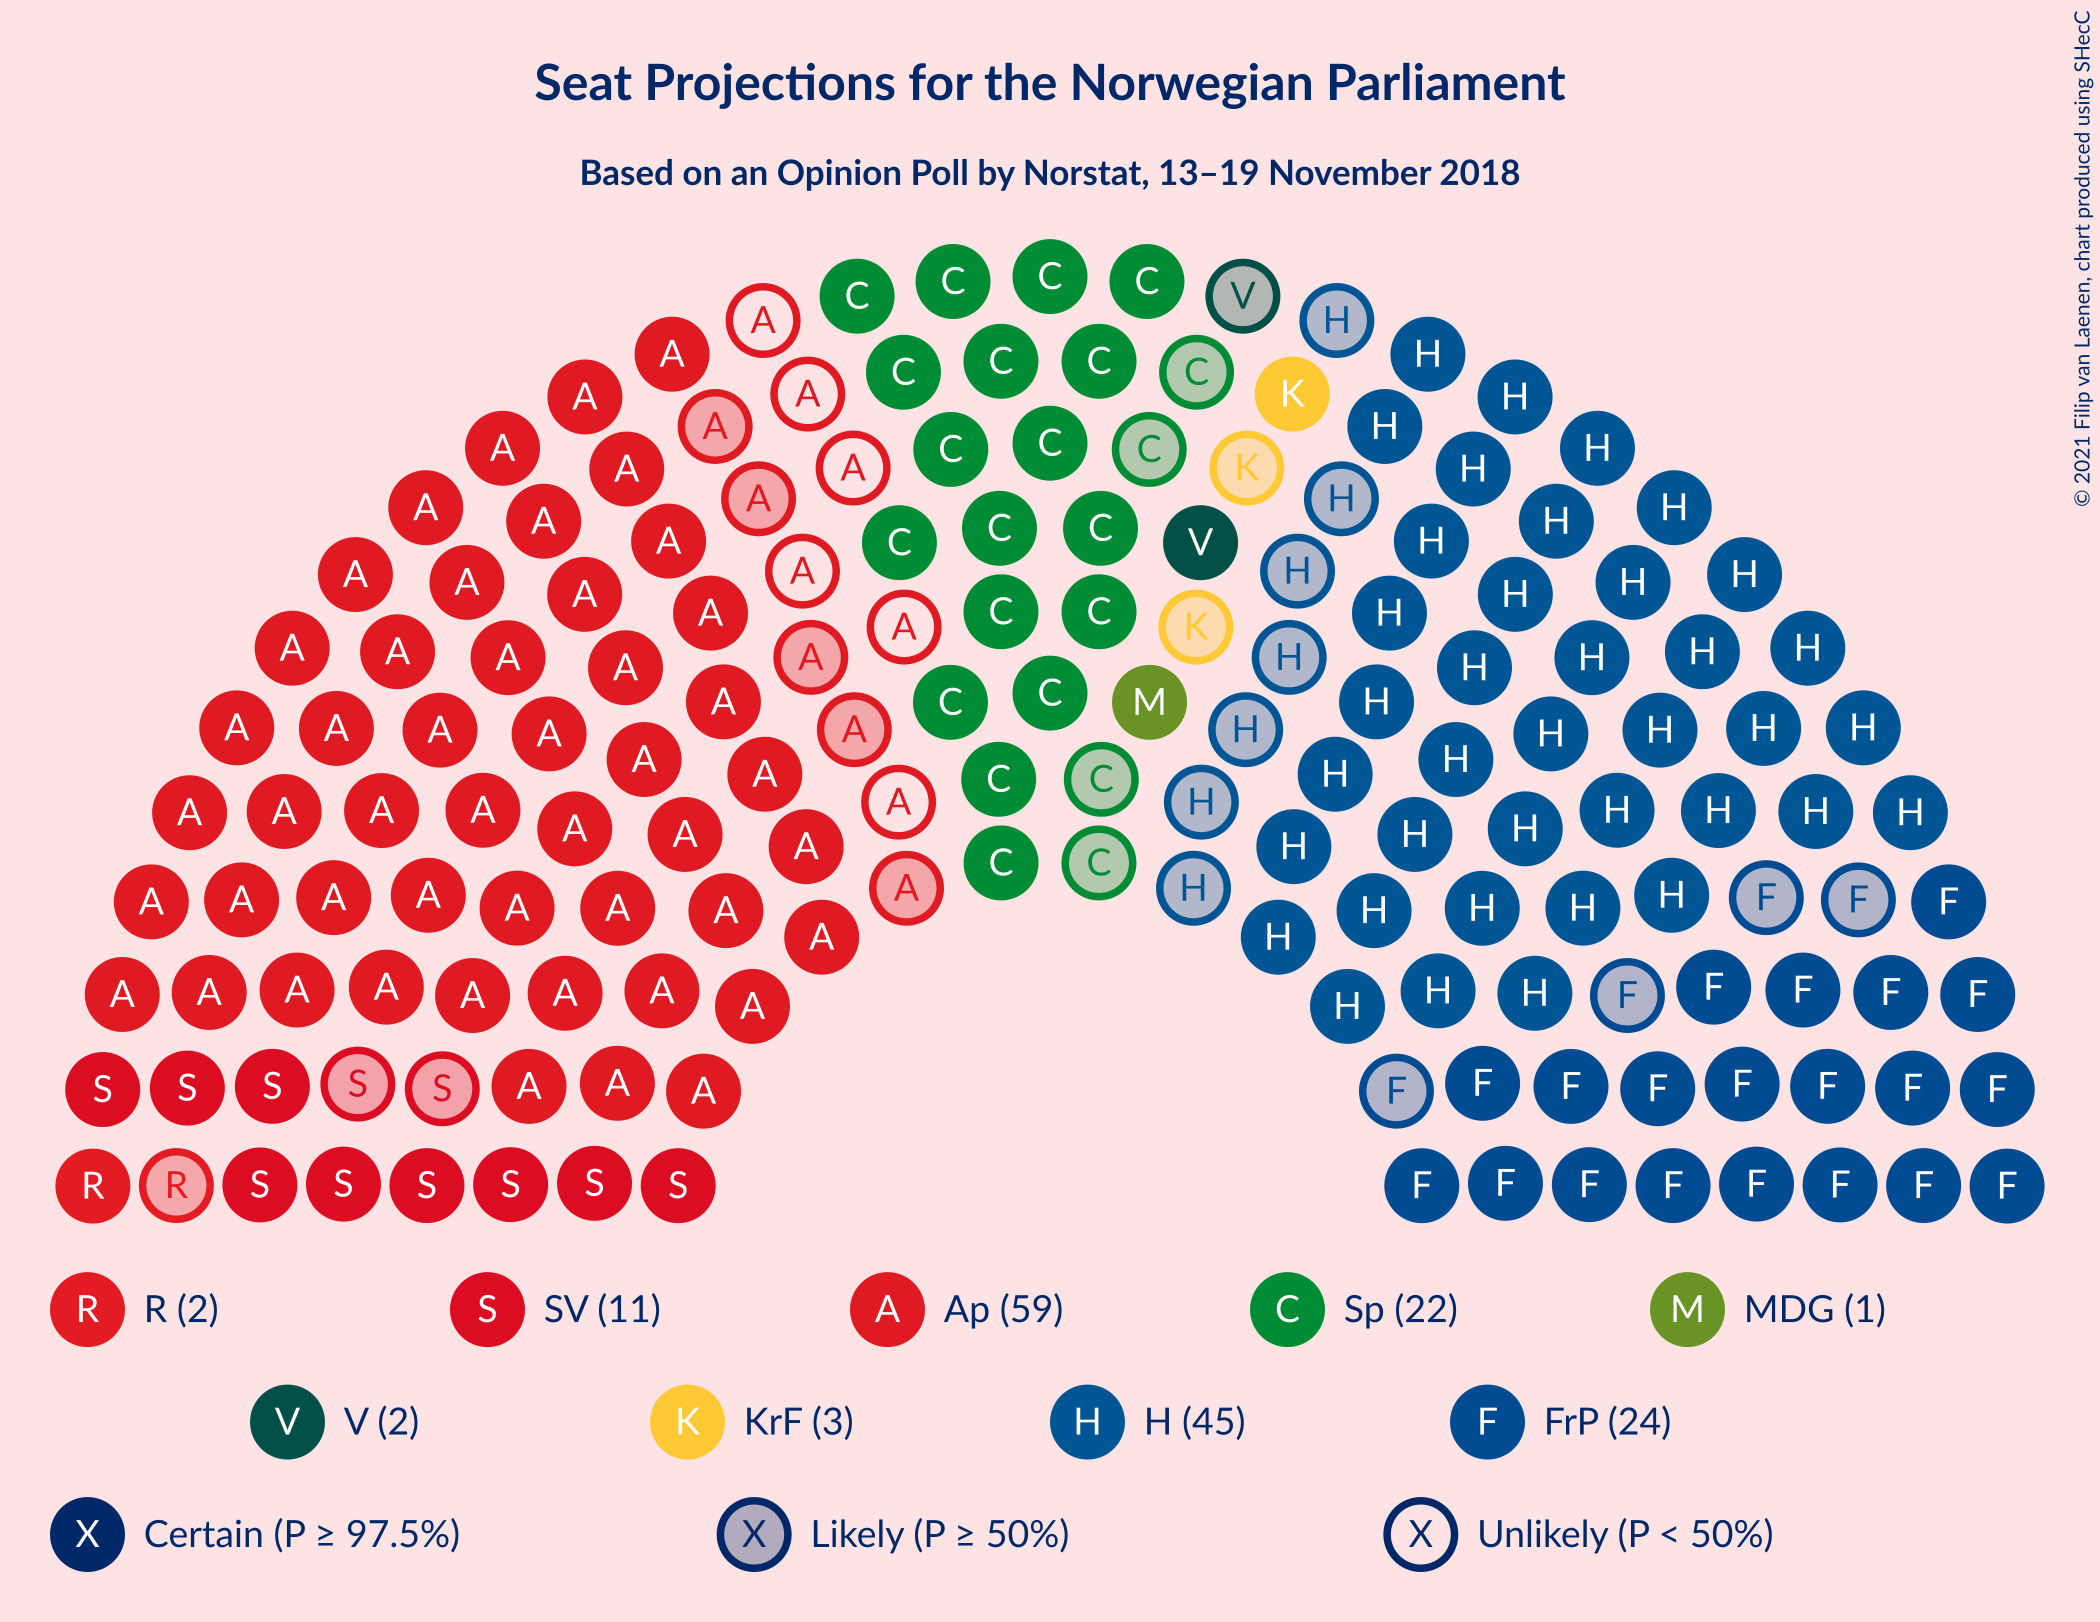 Seat Projections for the Norwegian Parliament
Based on an Opinion Poll by Norstat, 13–19 November 2018
© 2021 Filip van Laenen, chart produced using SHecC
C C C C V
A H
A C C C C H
A A K H
A A C C C K H H
A A A A H H H
A A A C C C V H H H
A A A A H H H H
A A A A C C K H H H
A A A A C C M H H H H
A A A A A H H H H H
A A A A C C H H H H
A A A A A A H H H H H H
A A A A A C C H H F F F
A A A A A A A A H H H H H
A A A A A A A A H H H F F F F F
S S S S S A A A F F F F F F F F
R R S S S S S S F F F F F F F F
R R (2) S SV (11) A Ap (59) C Sp (22) M MDG (1)
V V (2) K KrF (3) H H (45) F FrP (24)
X Certain (P ≥ 97.5%) X Likely (P ≥ 50%) X Unlikely (P < 50%)